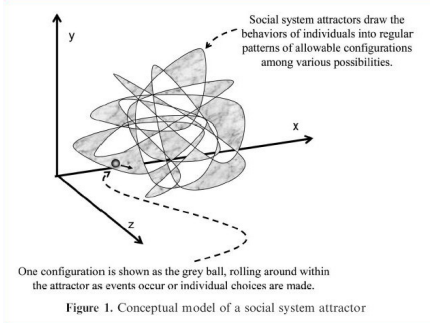 Social system attractors draw the
behaviors of individuals into regular
patterns of allowable configurations
among various possibilities.
y
x
z
One configuration is shown as the grey ball, rolling around within
the attractor as events occur or individual choices are made.
Figure 1. Conceptual model of a social system attractor